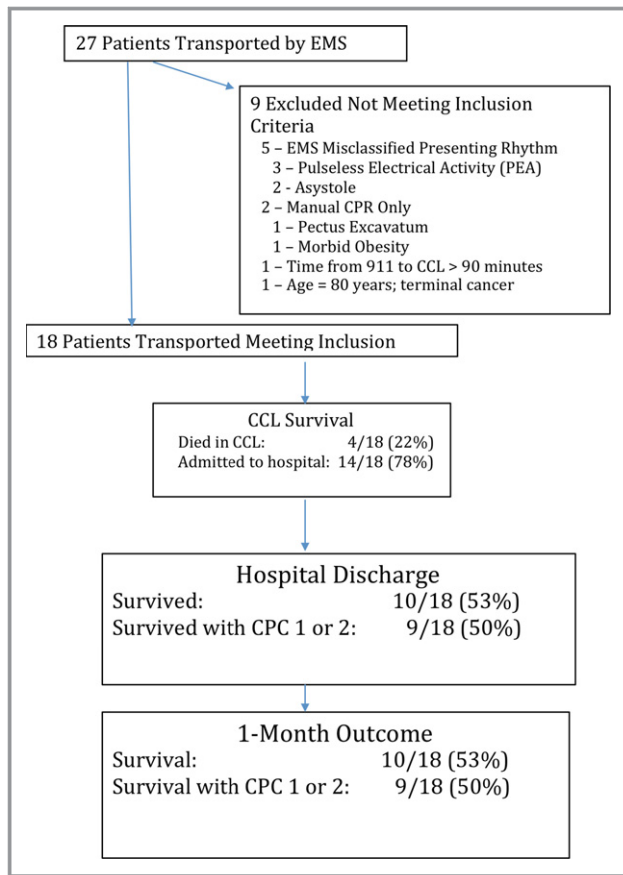 27 Patients Transported by EMS
9 Excluded Not Meeting Inclusion
Criteria
5 – EMS Misclassified Presenting Rhythm
3 – Pulseless Electrical Activity (PEA)
2 - Asystole
2 – Manual CPR Only
1 – Pectus Excavatum
1 – Morbid Obesity
1 – Time from 911 to CCL > 90 minutes
1 – Age = 80 years; terminal cancer
18 Patients Transported Meeting Inclusion
CCL Survival
Died in CCL: 4/18 (22%)
Admitted to hospital: 14/18 (78%)
Hospital Discharge
Survived: 10/18 (53%)
Survived with CPC 1 or 2: 9/18 (50%)
1-Month Outcome
Survival: 10/18 (53%)
Survival with CPC 1 or 2: 9/18 (50%)